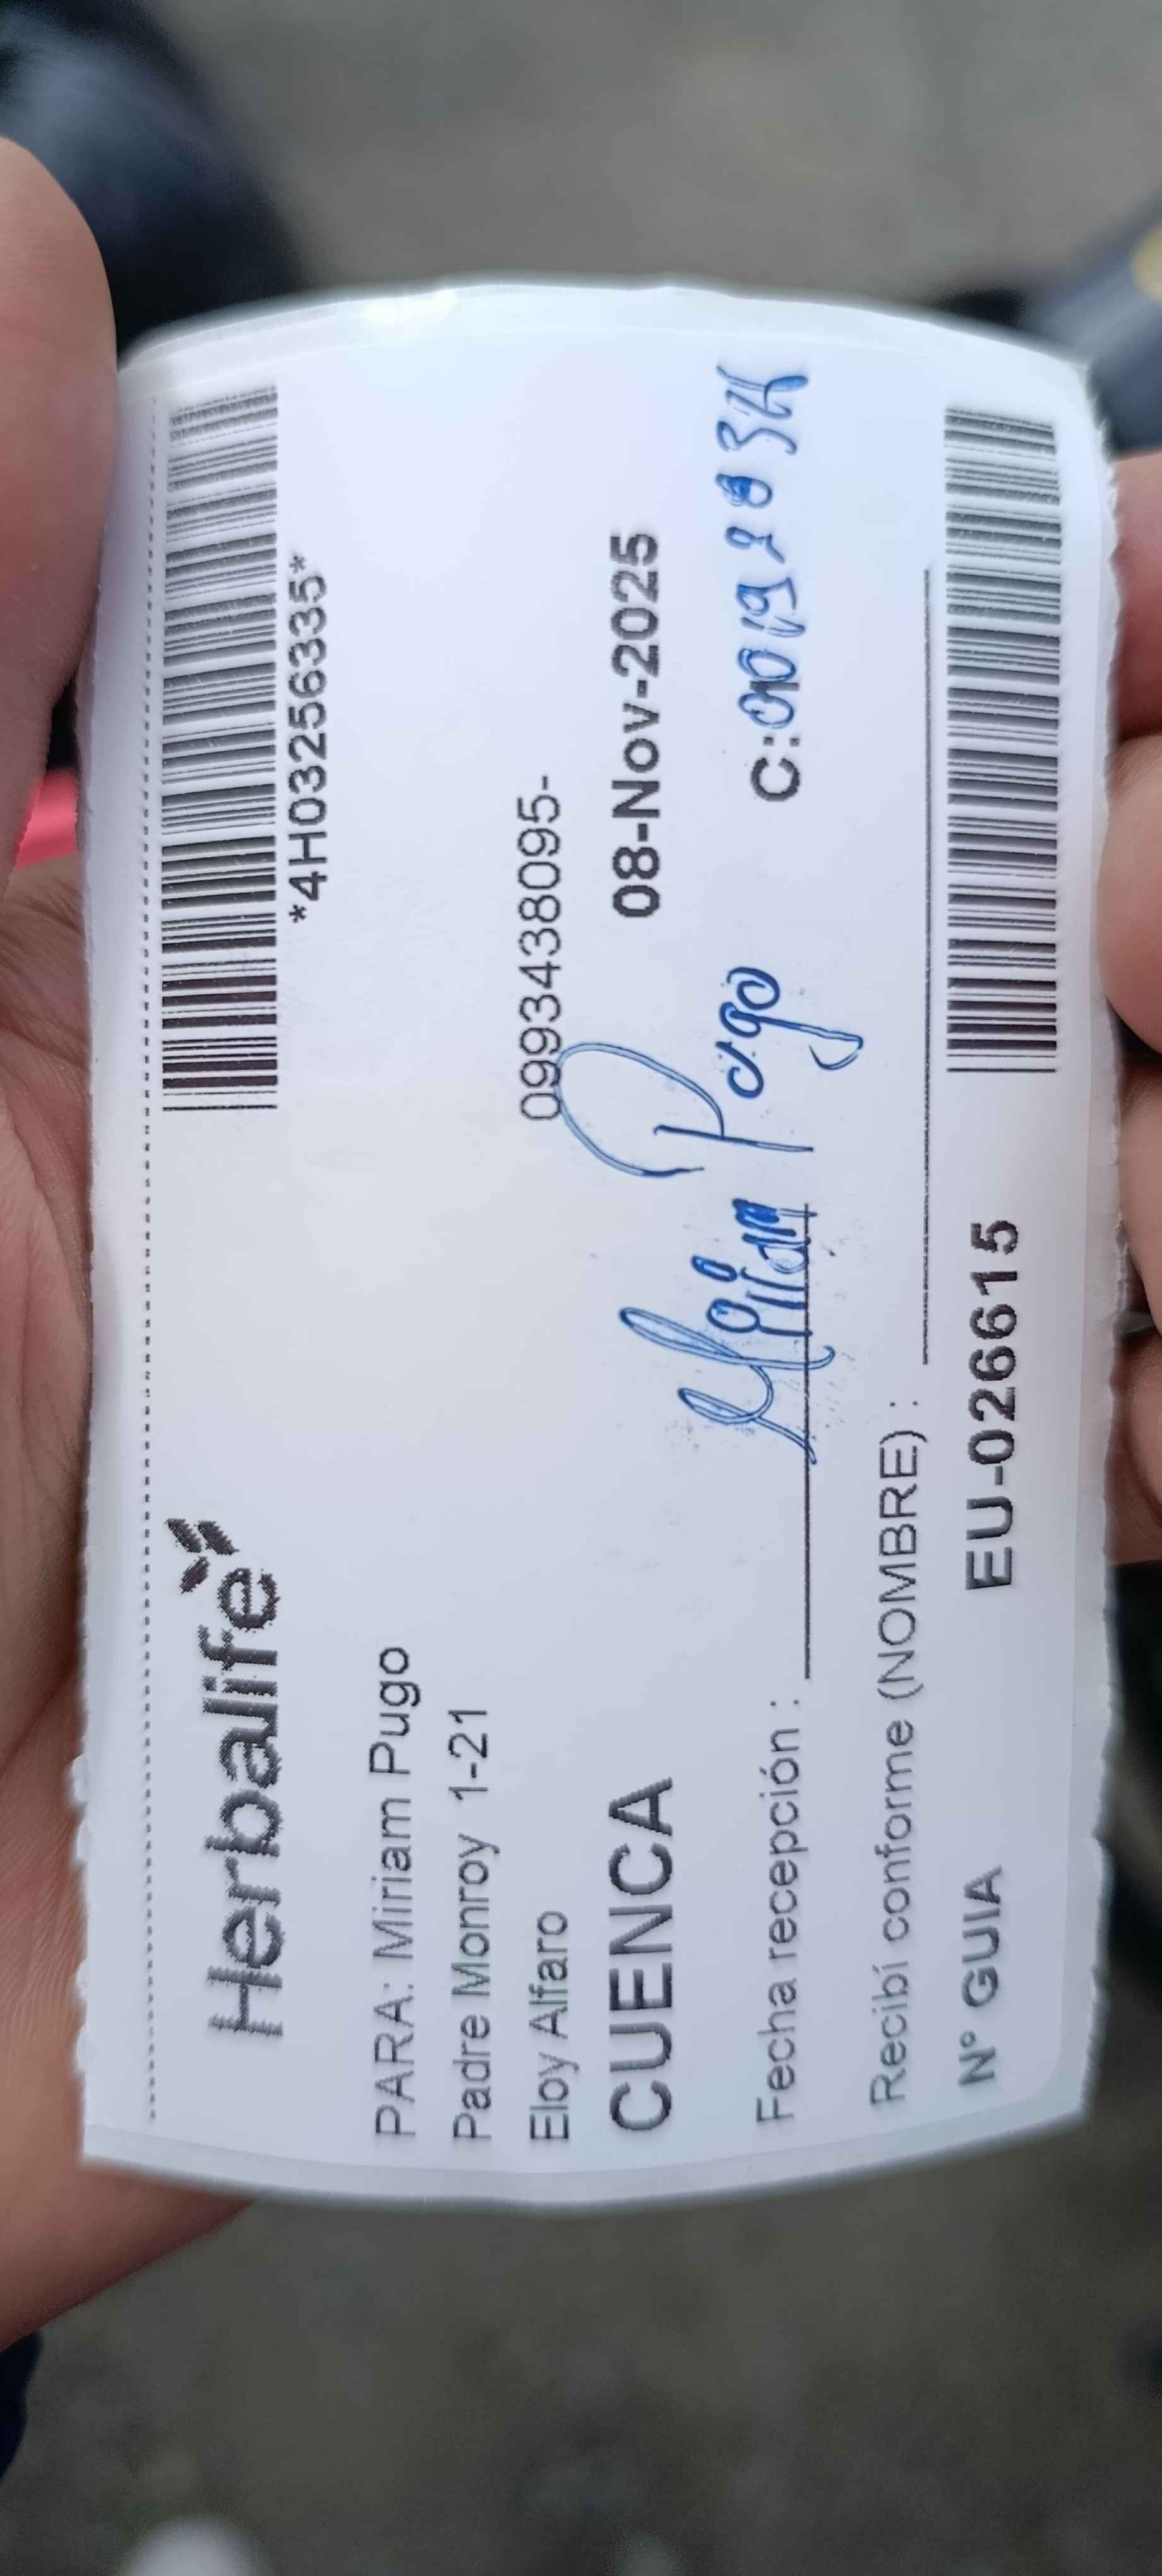 Herbalife
*4H03256335*
PARA: Miriam Pugo
Padre Monroy 1-21
Eloy Alfaro
0993438095-
CUENCA
08-Nov-2025
Fecha recepción :
Miriam Pugo
C:
Recibí conforme (NOMBRE) :
N° GUIA
EU-026615